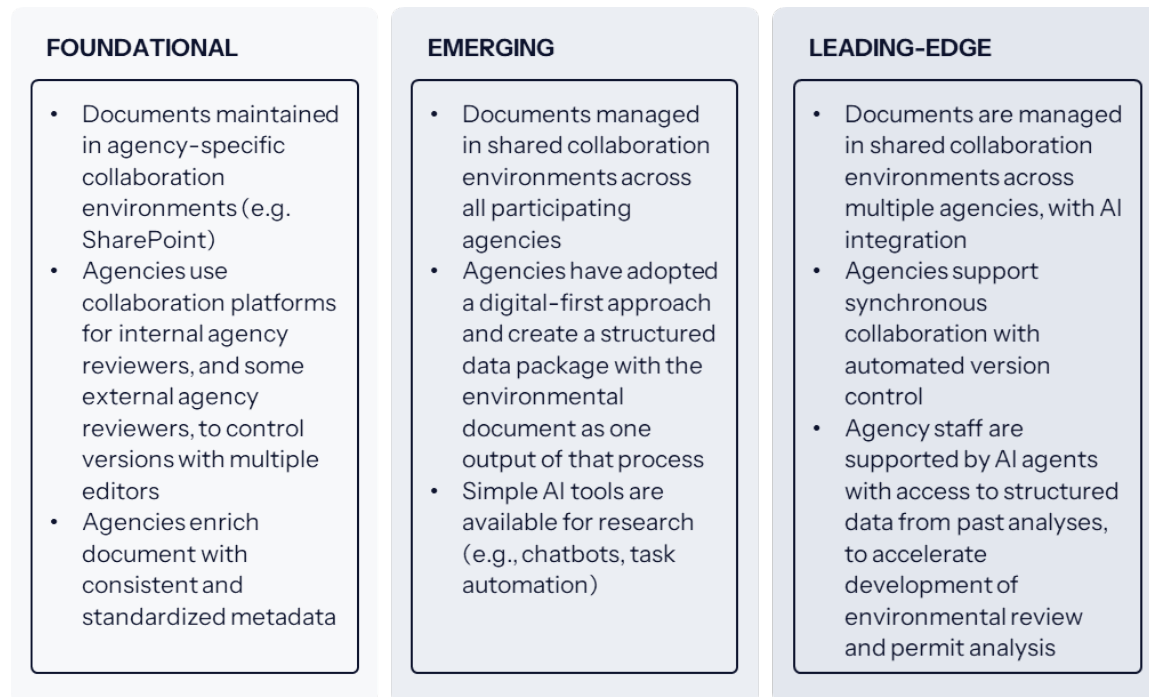 FOUNDATIONAL
• Documents maintained
in agency-specific
collaboration
environments (e.g.
SharePoint)
• Agencies use
collaboration platforms
for internal agency
reviewers, and some
external agency
reviewers, to control
versions with multiple
editors
• Agencies enrich
document with
consistent and
standardized metadata
EMERGING
• Documents managed
in shared collaboration
environments across
all participating
agencies
• Agencies have adopted
a digital-first approach
and create a structured
data package with the
environmental
document as one
output of that process
• Simple AI tools are
available for research
(e.g., chatbots, task
automation)
LEADING-EDGE
• Documents are managed
in shared collaboration
environments across
multiple agencies, with AI
integration
• Agencies support
synchronous
collaboration with
automated version
control
• Agency staff are
supported by AI agents
with access to structured
data from past analyses,
to accelerate
development of
environmental review
and permit analysis